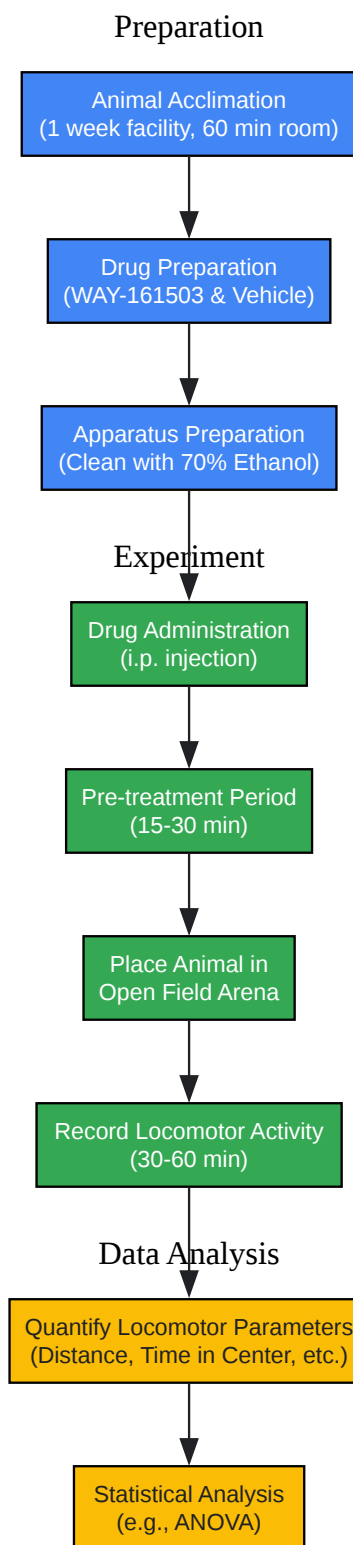 Preparation
Animal Acclimation
(1 week facility, 60 min room)
Drug Preparation
(WAY-161503 & Vehicle)
Apparatus Preparation
(Clean with 70% Ethanol)
Experiment
Drug Administration
(i.p. injection)
Pre-treatment Period
(15-30 min)
Place Animal in
Open Field Arena
Record Locomotor Activity
(30-60 min)
Data Analysis
Quantify Locomotor Parameters
(Distance, Time in Center, etc.)
Statistical Analysis
(e.g., ANOVA)